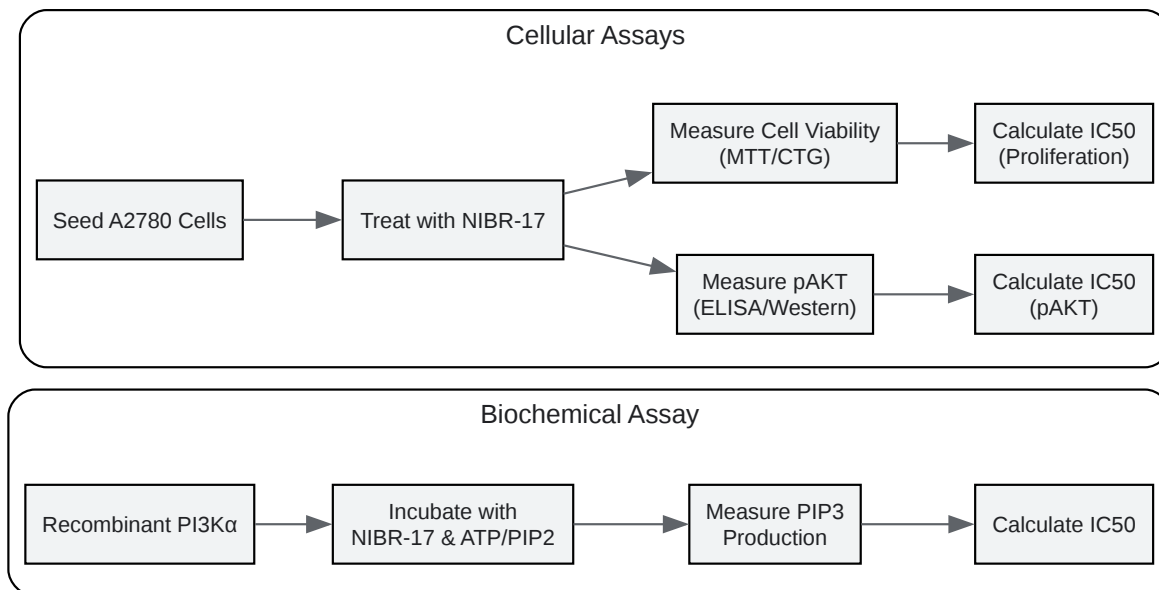 Cellular Assays
Seed A2780 Cells
Treat with NIBR-17
Measure Cell Viability
(MTT/CTG)
Calculate IC50
(Proliferation)
Measure pAKT
(ELISA/Western)
Calculate IC50
(pAKT)
Biochemical Assay
Recombinant PI3Kα
Incubate with
NIBR-17 & ATP/PIP2
Measure PIP3
Production
Calculate IC50